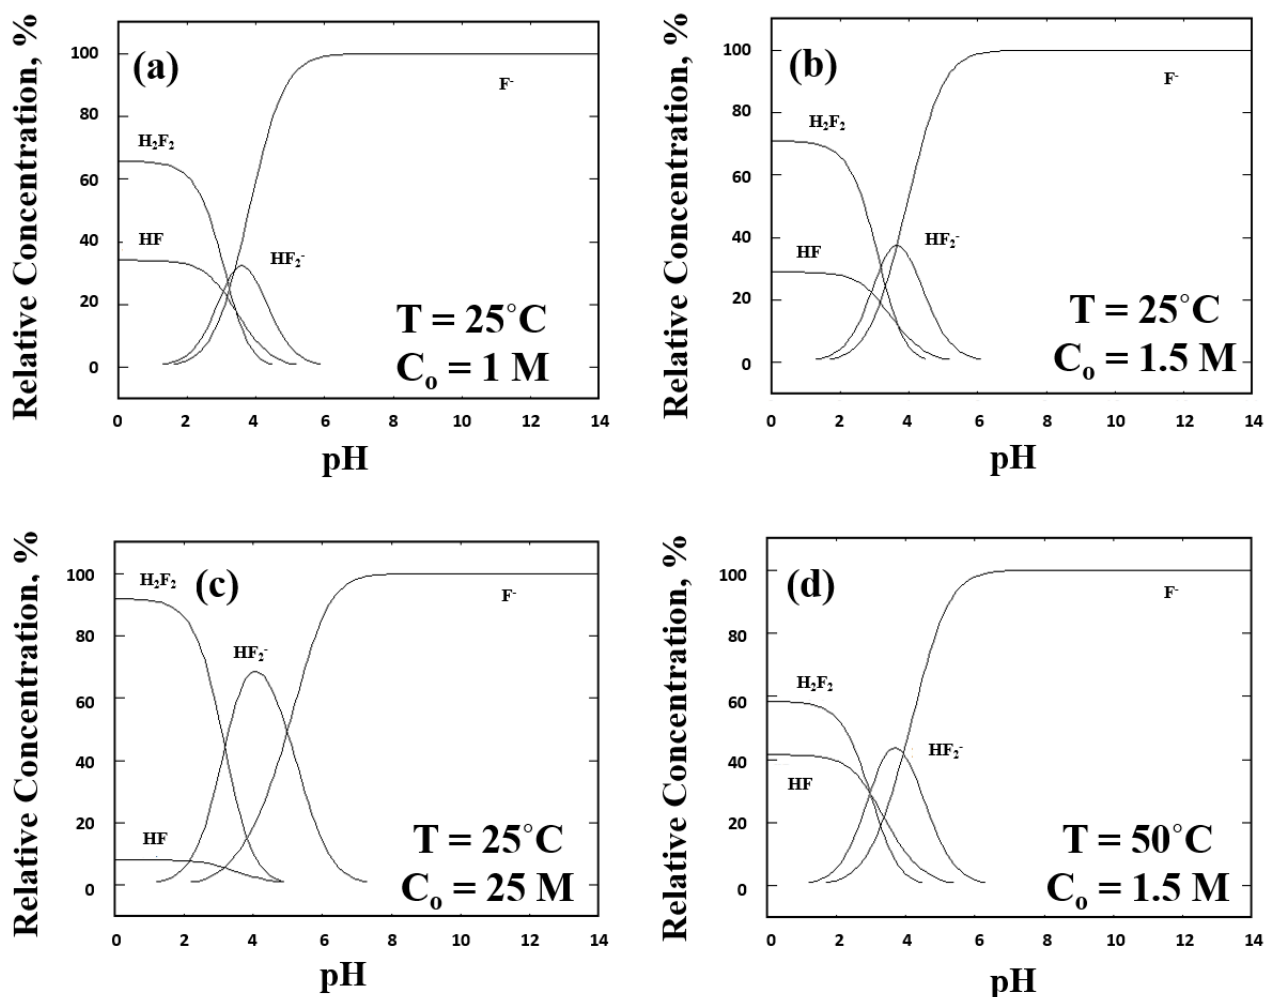 Relative Concentration, %
100
80
60
40
20
0
(a)
H₂F₂
HF
HF₂⁻
F⁻
T = 25°C
Cₒ = 1 M
0 2 4 6 8 10 12 14
pH
Relative Concentration, %
100
80
60
40
20
0
(b)
H₂F₂
HF
HF₂⁻
F⁻
T = 25°C
Cₒ = 1.5 M
0 2 4 6 8 10 12 14
pH
Relative Concentration, %
100
80
60
40
20
0
H₂F₂
(c)
HF₂⁻
HF
F⁻
T = 25°C
Cₒ = 25 M
0 2 4 6 8 10 12 14
pH
Relative Concentration, %
100
80
60
40
20
0
(d)
H₂F₂
HF
HF₂⁻
F⁻
T = 50°C
Cₒ = 1.5 M
0 2 4 6 8 10 12 14
pH